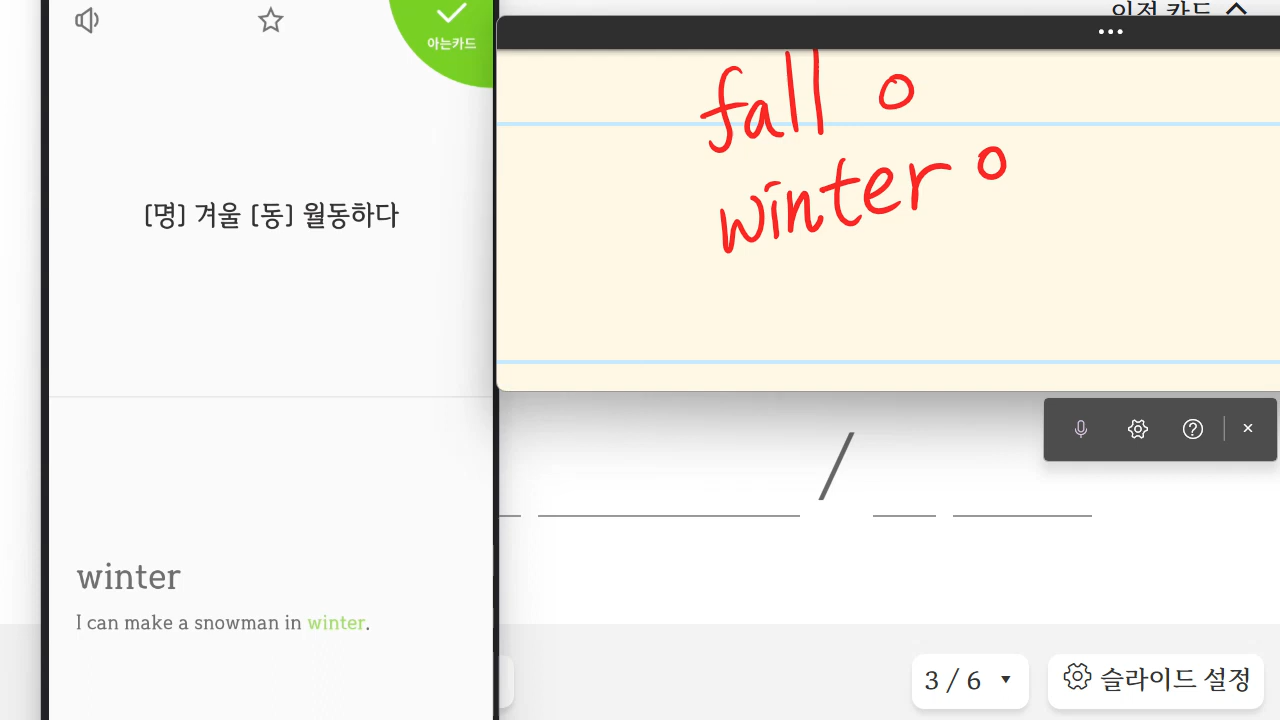 이전 카드
아는카드
fall o
winter o
[명] 겨울 [동] 월동하다
/
winter
I can make a snowman in winter.
3 / 6
슬라이드 설정